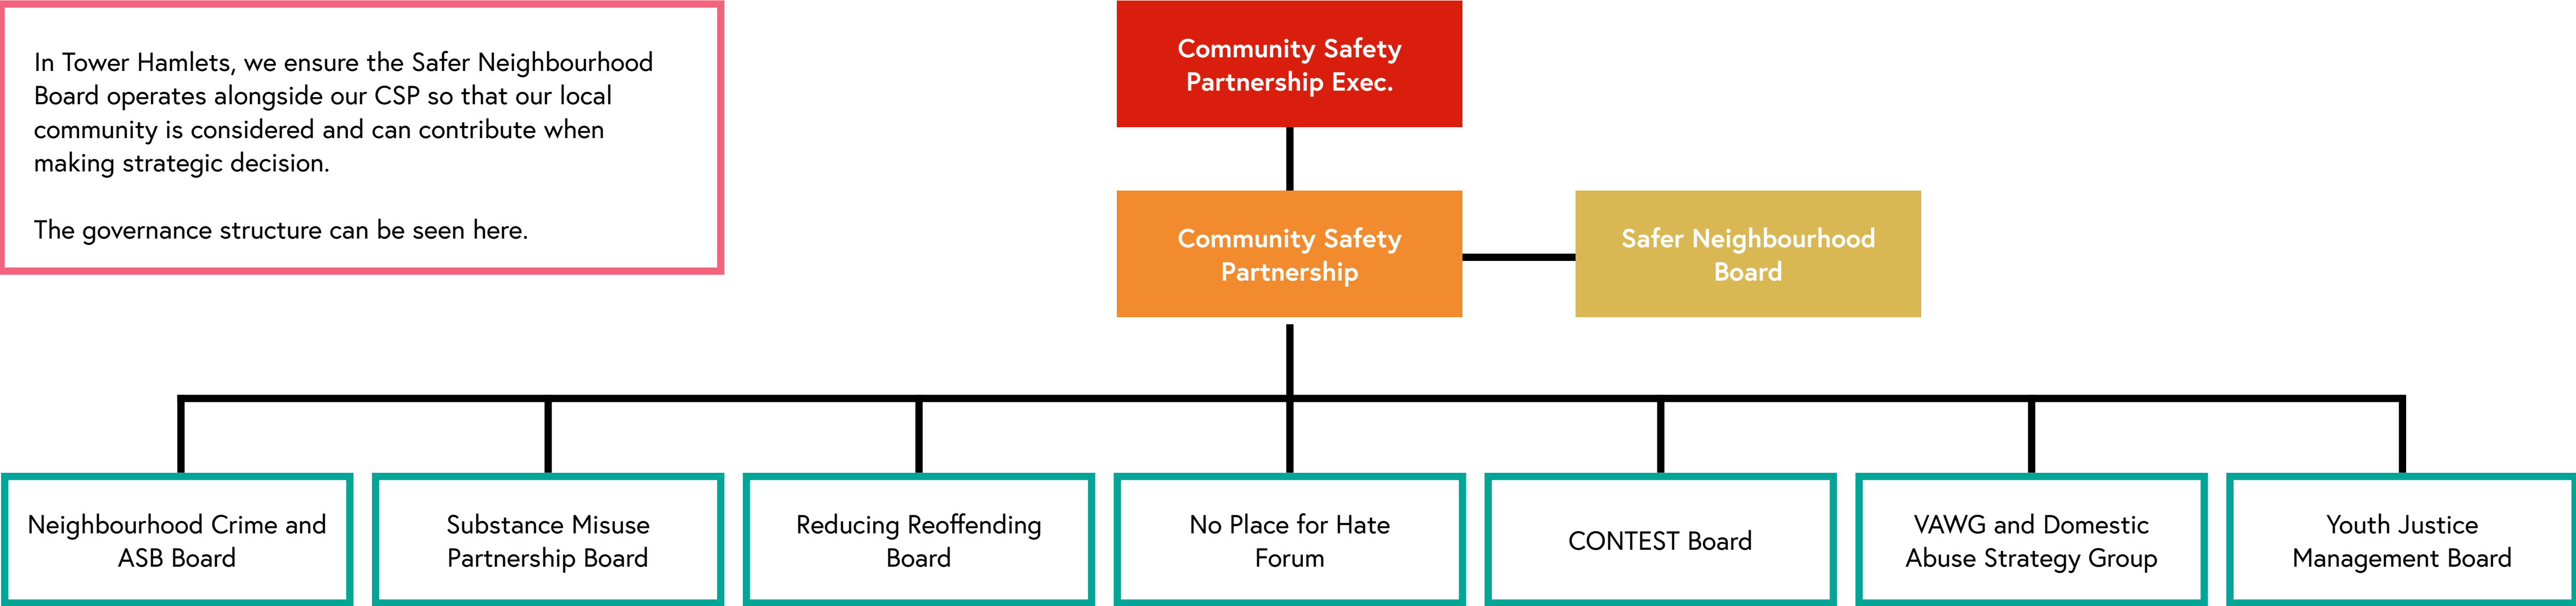 In Tower Hamlets, we ensure the Safer Neighbourhood
Board operates alongside our CSP so that our local
community is considered and can contribute when
making strategic decision.
The governance structure can be seen here.
Community Safety
Partnership Exec.
Community Safety
Partnership
Safer Neighbourhood
Board
Neighbourhood Crime and
ASB Board
Substance Misuse
Partnership Board
Reducing Reoffending
Board
No Place for Hate
Forum
CONTEST Board
VAWG and Domestic
Abuse Strategy Group
Youth Justice
Management Board